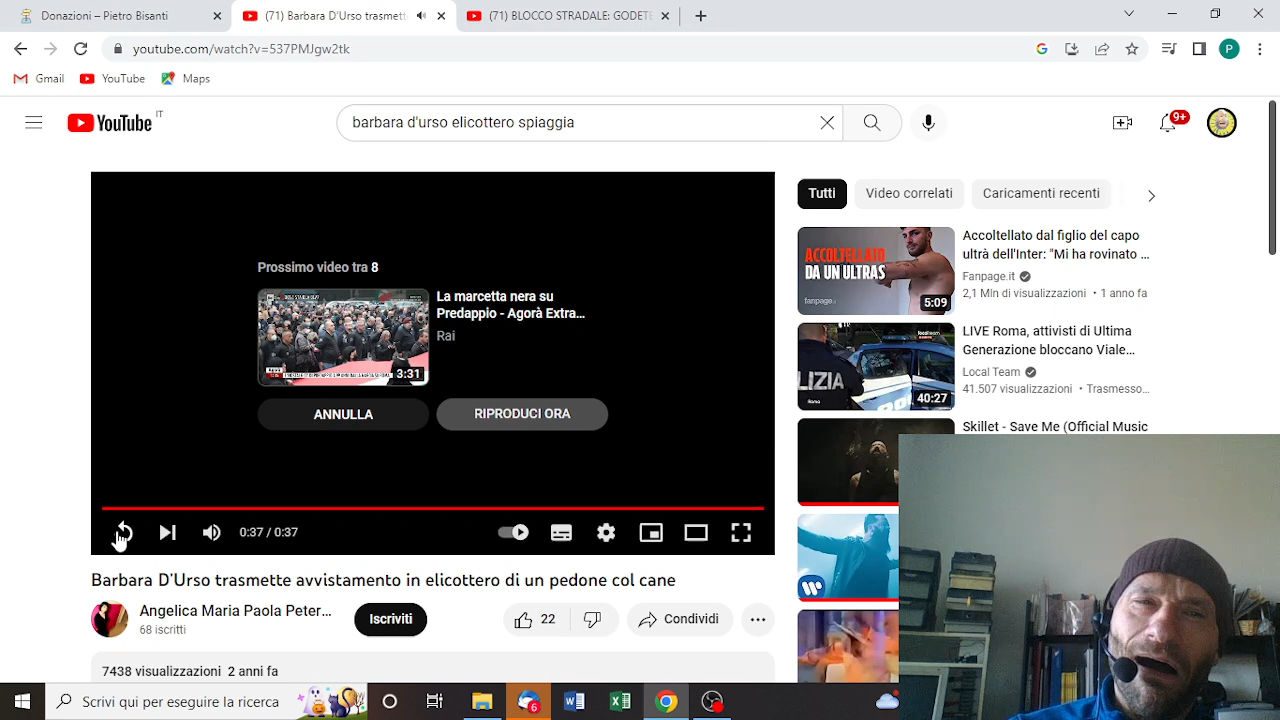 Donazioni – Pietro Bisanti
(71) Barbara D'Urso trasmett
(71) BLOCCO STRADALE: GODETE
youtube.com/watch?v=537PMJgw2tk
Gmail
YouTube
Maps
YouTube IT
barbara d'urso elicottero spiaggia
9+
P
Tutti
Video correlati
Caricamenti recenti
Prossimo video tra 8
La marcetta nera su
Predappio - Agorà Extra...
Rai
3:31
ANNULLA
RIPRODUCI ORA
0:37 / 0:37
Barbara D'Urso trasmette avvistamento in elicottero di un pedone col cane
Angelica Maria Paola Peter...
68 iscritti
Iscriviti
22
Condividi
7438 visualizzazioni 2 anni fa
ACCOLTELLATO
DA UN ULTRAS
fanpage.it
5:09
Accoltellato dal figlio del capo
ultrà dell'Inter: "Mi ha rovinato ...
Fanpage.it
2,1 Mln di visualizzazioni • 1 anno fa
LIZIA
Roma
localteam
40:27
LIVE Roma, attivisti di Ultima
Generazione bloccano Viale...
Local Team
41.507 visualizzazioni • Trasmesso...
Skillet - Save Me (Official Music
Scrivi qui per eseguire la ricerca
6